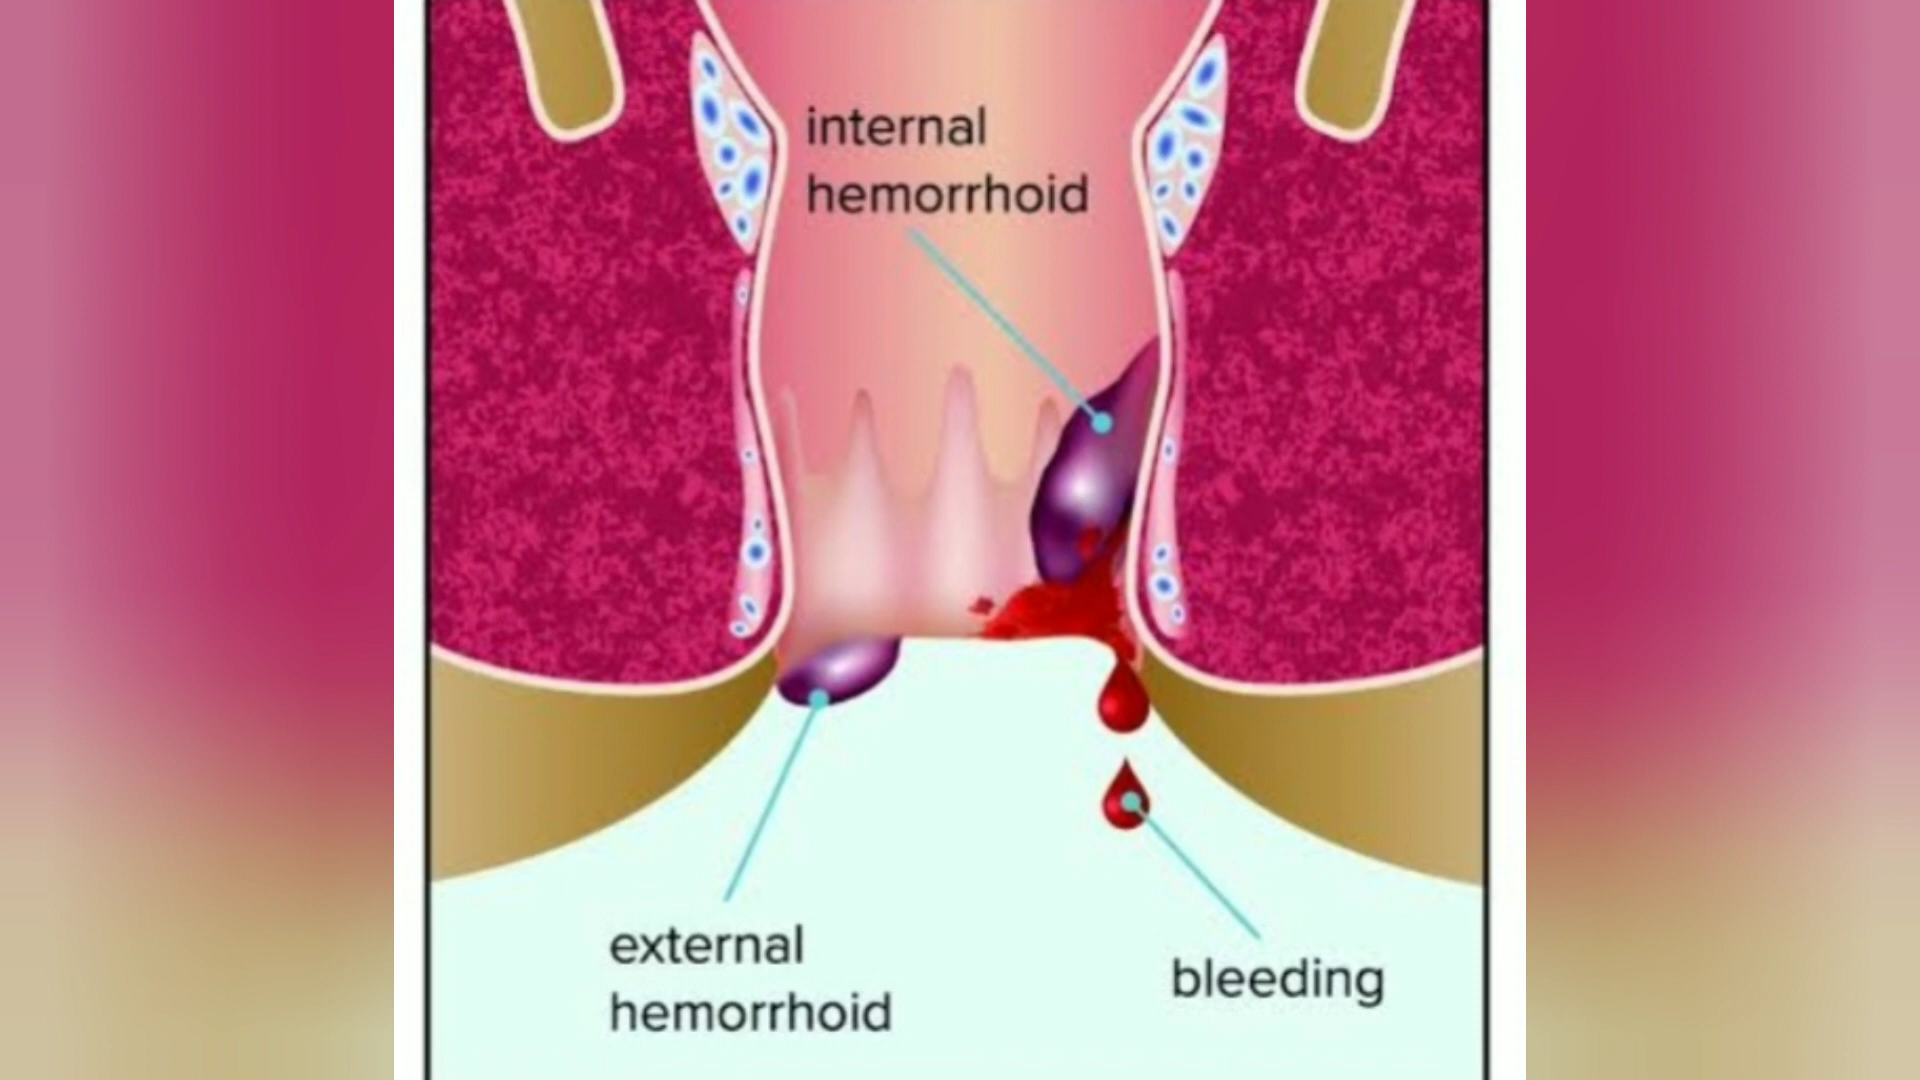 internal
hemorrhoid
external
hemorrhoid
bleeding